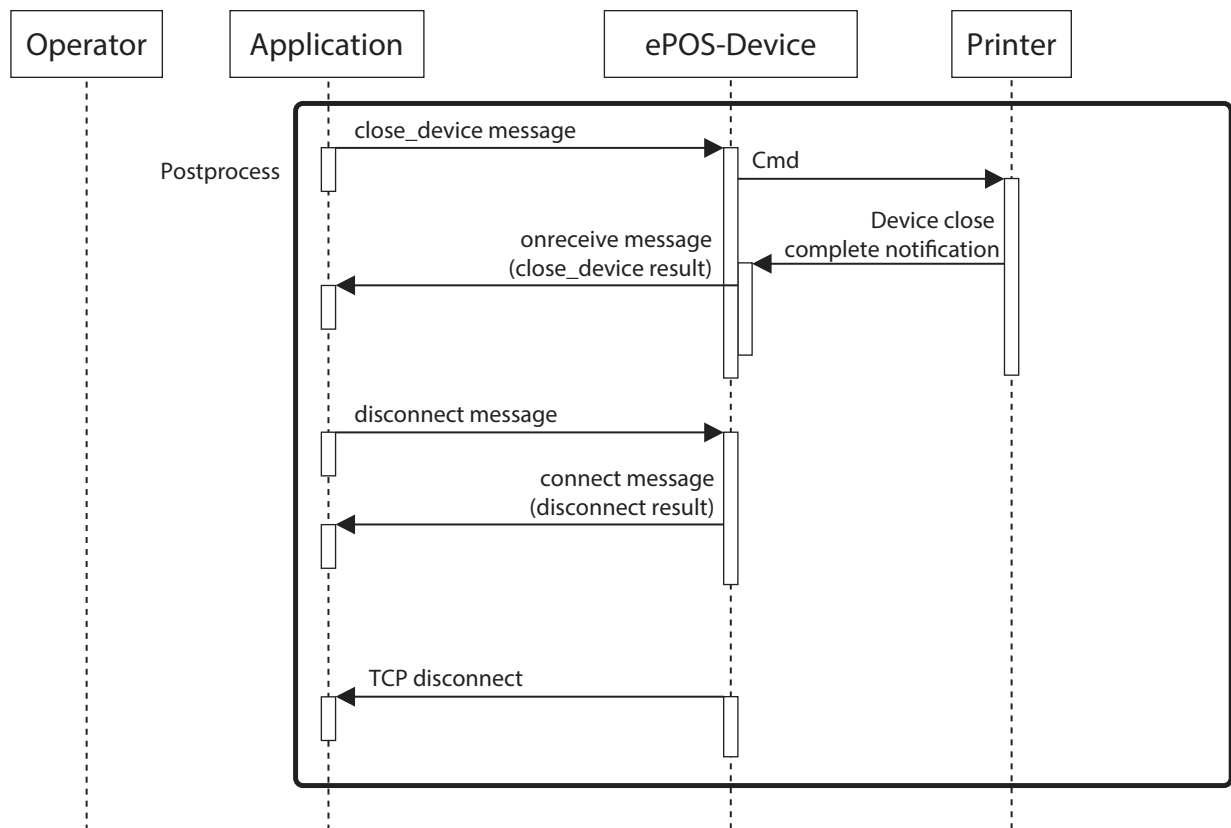 Operator
Application
ePOS-Device
Printer
close_device message
Postprocess
Cmd
Device close
complete notification
onreceive message
(close_device result)
disconnect message
connect message
(disconnect result)
TCP disconnect